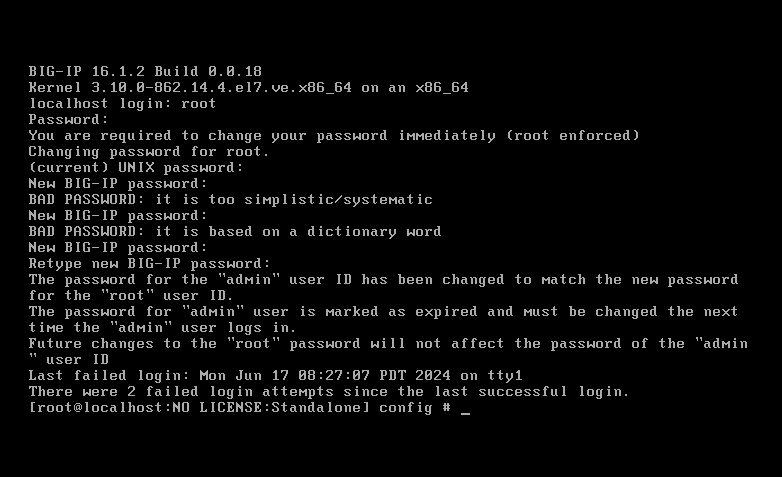 BIG-IP 16.1.2 Build 0.0.18
Kernel 3.10.0-862.14.4.el7.ve.x86_64 on an x86_64
localhost login: root
Password:
You are required to change your password immediately (root enforced)
Changing password for root.
(current) UNIX password:
New BIG-IP password:
BAD PASSWORD: it is too simplistic/systematic
New BIG-IP password:
BAD PASSWORD: it is based on a dictionary word
New BIG-IP password:
Retype new BIG-IP password:
The password for the "admin" user ID has been changed to match the new password
for the "root" user ID.
The password for "admin" user is marked as expired and must be changed the next
time the "admin" user logs in.
Future changes to the "root" password will not affect the password of the "admin
" user ID
Last failed login: Mon Jun 17 08:27:07 PDT 2024 on tty1
There were 2 failed login attempts since the last successful login.
[root@localhost:NO LICENSE:Standalone] config # _